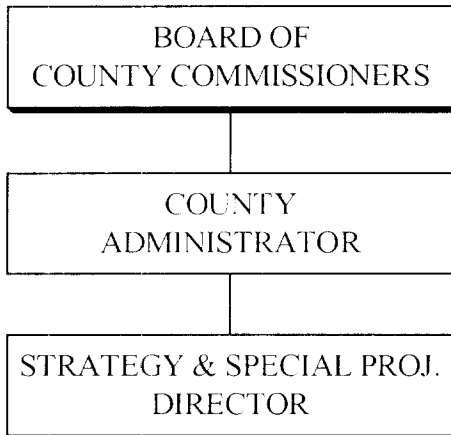 BOARD OF
COUNTY COMMISSIONERS
COUNTY
ADMINISTRATOR
STRATEGY & SPECIAL PROJ.
DIRECTOR